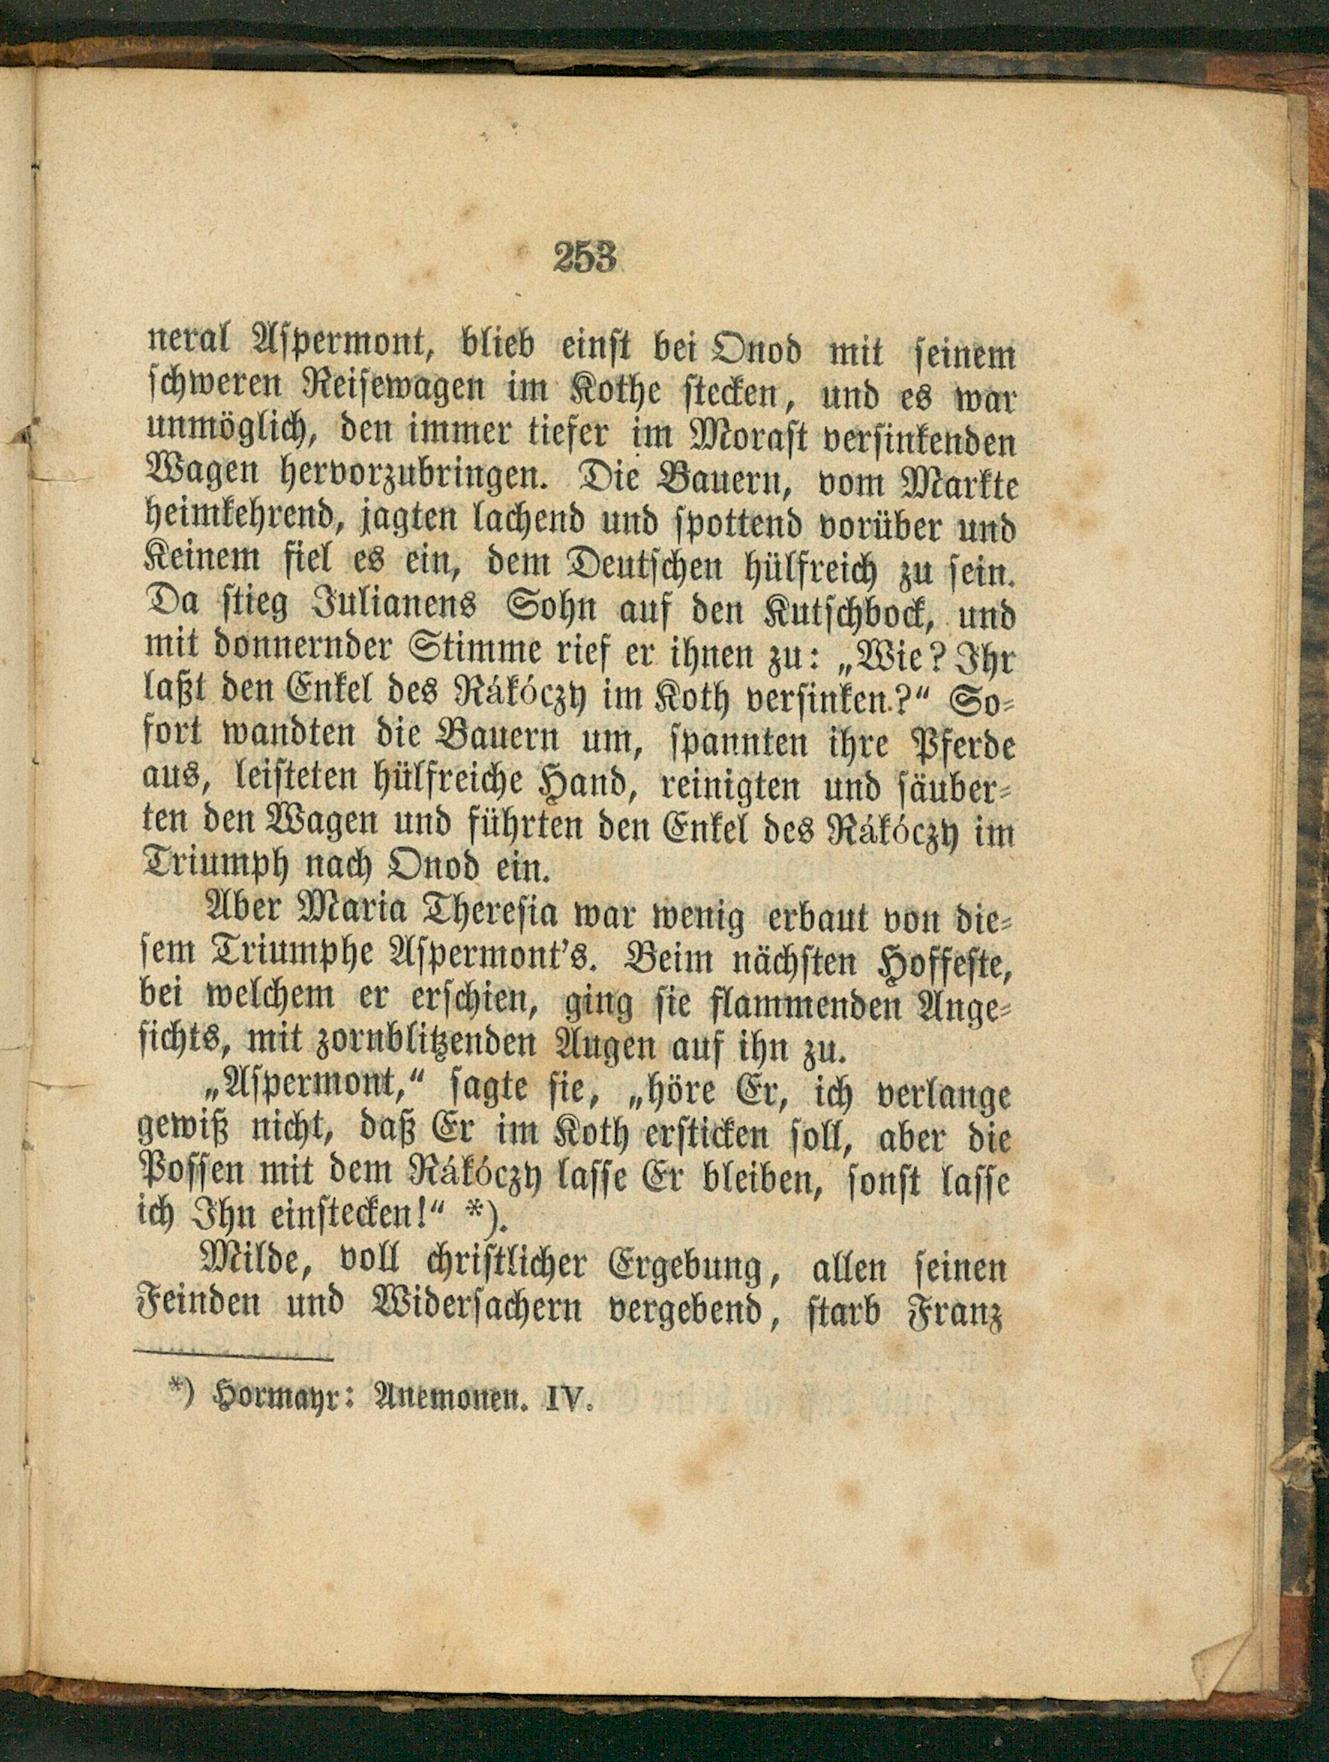 253
neral Aspermont, blieb einst bei Onod mit seinem
schweren Reisewagen im Kothe stecken, und es war
unmöglich, den immer tiefer im Morast versinkenden
Wagen hervorzubringen. Die Bauern, vom Markte
heimkehrend, jagten lachend und spottend vorüber und
Keinem fiel es ein, dem Deutschen hülfreich zu sein.
Da stieg Julianens Sohn auf den Kutschbock, und
mit donnernder Stimme rief er ihnen zu: „Wie? Ihr
laßt den Enkel des Rákóczy im Koth versinken?“ So-
fort wandten die Bauern um, spannten ihre Pferde
aus, leisteten hülfreiche Hand, reinigten und säuber-
ten den Wagen und führten den Enkel des Rákóczy im
Triumph nach Onod ein.
Aber Maria Theresia war wenig erbaut von die-
sem Triumphe Aspermont's. Beim nächsten Hoffeste,
bei welchem er erschien, ging sie flammenden Ange-
sichts, mit zornblitzenden Augen auf ihn zu.
„Aspermont,“ sagte sie, „höre Er, ich verlange
gewiß nicht, daß Er im Koth ersticken soll, aber die
Possen mit dem Rákóczy lasse Er bleiben, sonst lasse
ich Ihn einstecken!“ *).
Milde, voll christlicher Ergebung, allen seinen
Feinden und Widersachern vergebend, starb Franz
*) Hormayr: Anemonen. IV.